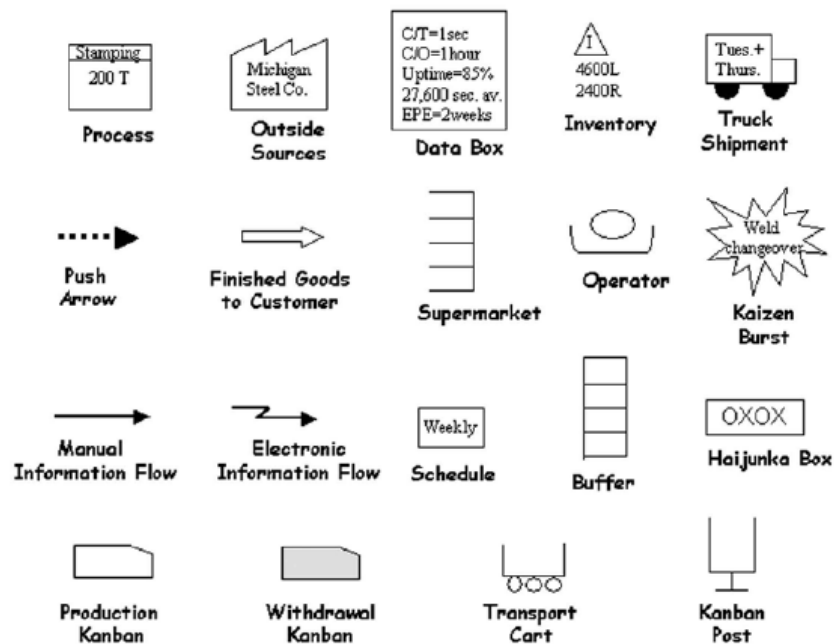 Stamping
200 T
Process
Michigan
Steel Co.
Outside
Sources
C/T=1sec
C/O=1hour
Uptime=85%
27,600 sec. av.
EPE=2weeks
Data Box
I
4600L
2400R
Inventory
Tues.+
Thurs.
Truck
Shipment
Push
Arrow
Finished Goods
to Customer
Supermarket
Operator
Weld
changeover
Kaizen
Burst
Manual
Information Flow
Electronic
Information Flow
Weekly
Schedule
Buffer
OXOX
Haijunka Box
Production
Kanban
Withdrawal
Kanban
Transport
Cart
Kanban
Post